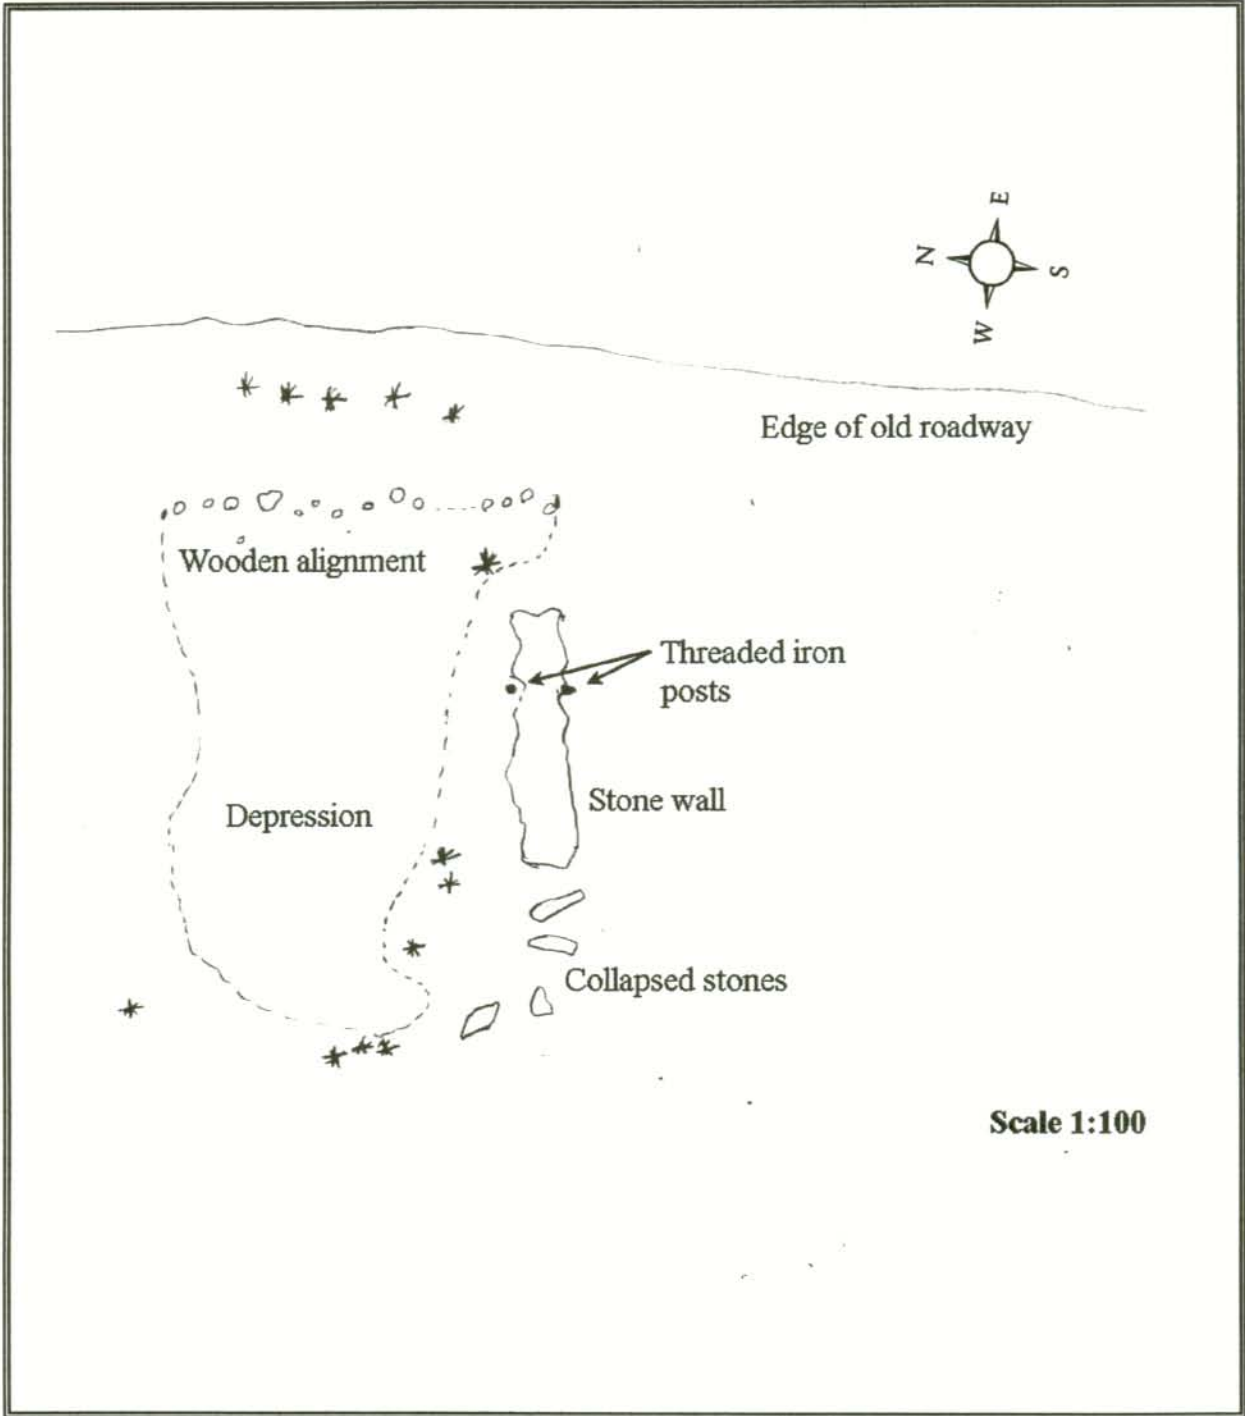 E
N
S
W
Edge of old roadway
Wooden alignment
Threaded iron
posts
Stone wall
Depression
Collapsed stones
Scale 1:100